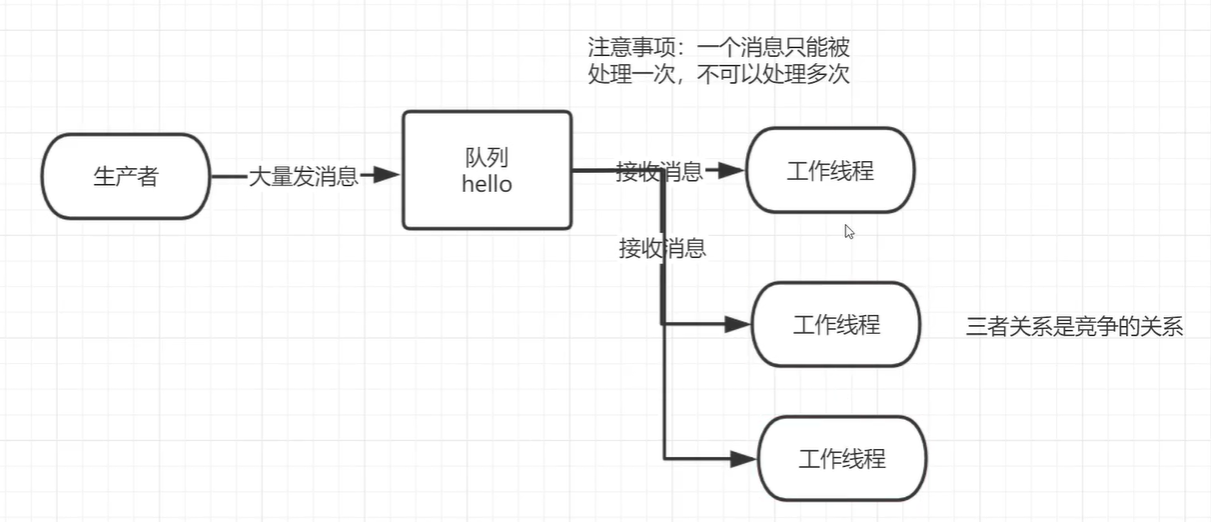 注意事项：一个消息只能被
处理一次，不可以处理多次
生产者
大量发消息
队列
hello
接收消息
工作线程
接收消息
工作线程
三者关系是竞争的关系
工作线程